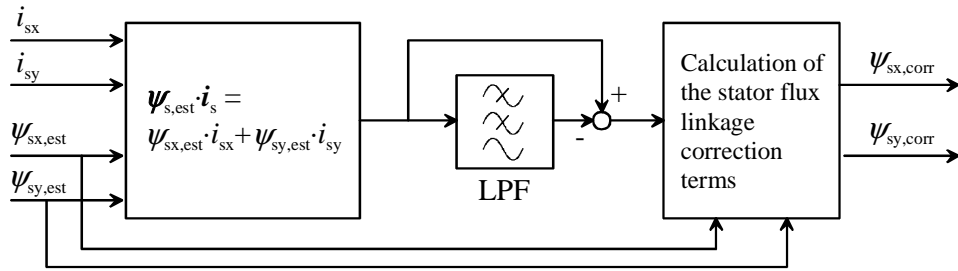 i_sx
i_sy
ψ_sx,est
ψ_sy,est
ψ_s,est·i_s =
ψ_sx,est·i_sx+ψ_sy,est·i_sy
LPF
+
-
Calculation of
the stator flux
linkage
correction
terms
ψ_sx,corr
ψ_sy,corr